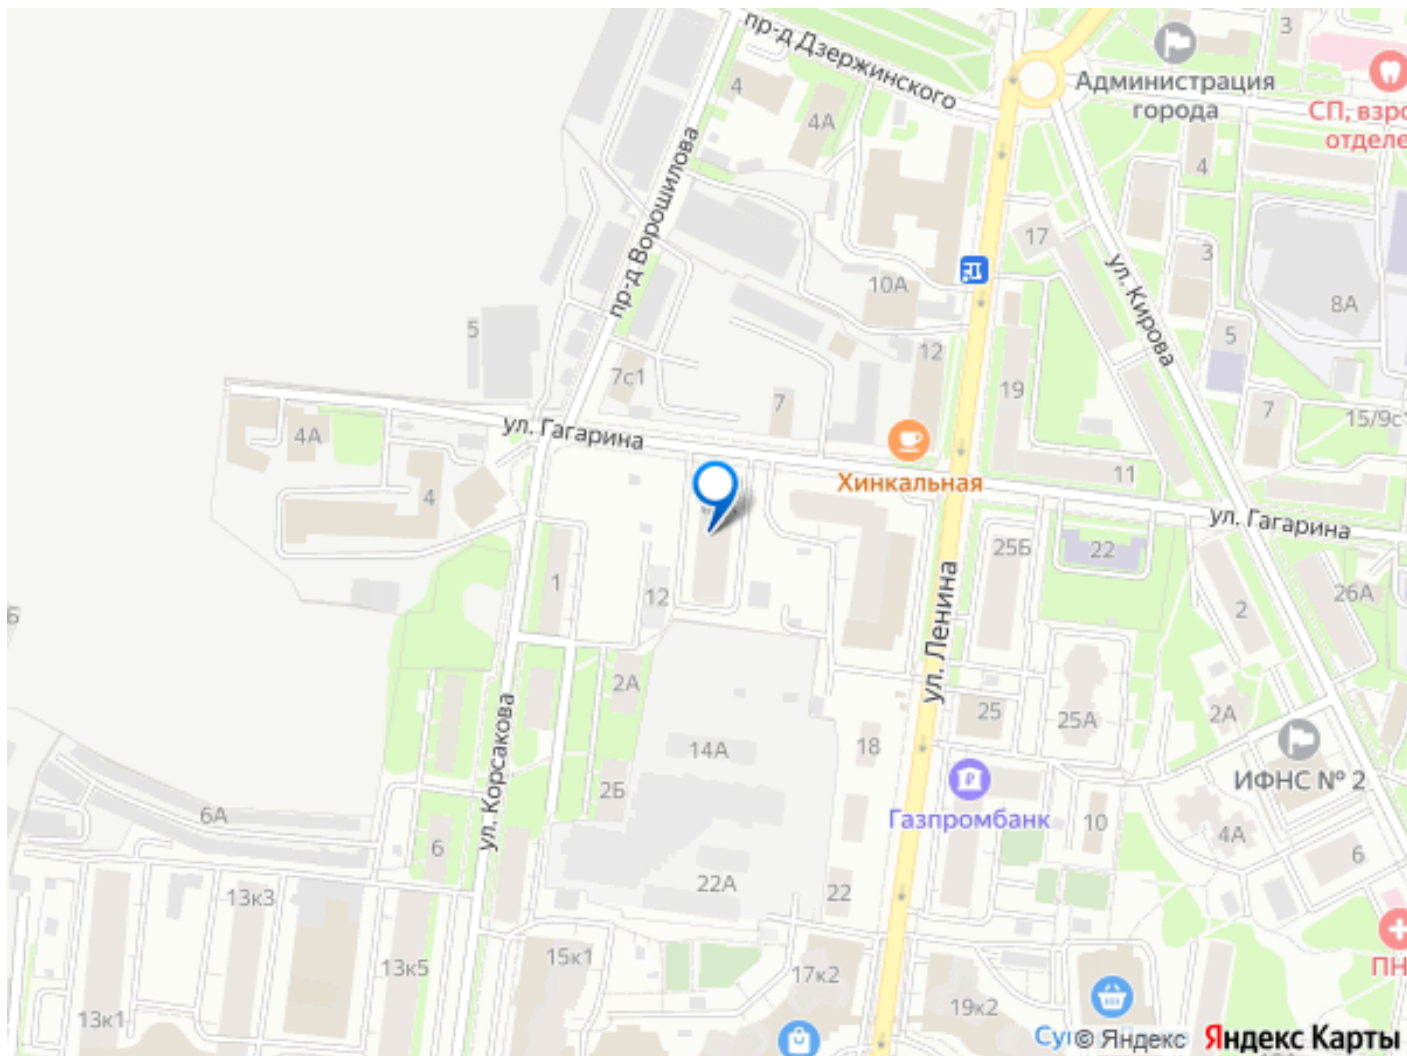 пр-д Дзержинского
3
4
4А
Администрация
города
СП, взро
отделе
4
пр-д Ворошилова
17
ул. Кирова
3
10А
8А
5
12
5
7с1
7
19
7
15/9с1
ул. Гагарина
4А
Хинкальная
11
4
ул. Гагарина
25Б
22
1
12
2
26А
Б
ул. Ленина
2А
25
25А
2А
ул. Корсакова
14А
18
ИФНС № 2
2Б
Газпромбанк
10
4А
6А
6
6
22А
22
13к3
13к5
15к1
17к2
19к2
ПН
13к1
Су
© Яндекс
Яндекс Карты